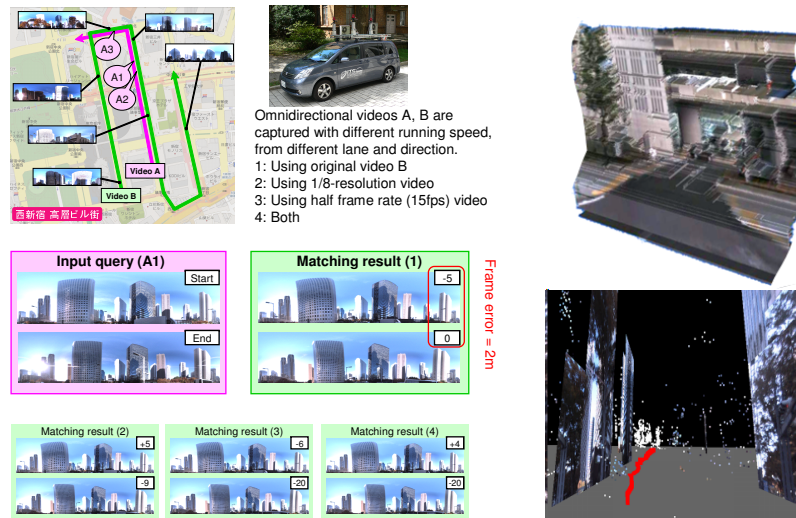 A3
A1
A2
Video A
Video B
西新宿 高層ビル街
Omnidirectional videos A, B are
captured with different running speed,
from different lane and direction.
1: Using original video B
2: Using 1/8-resolution video
3: Using half frame rate (15fps) video
4: Both
Input query (A1)
Start
End
Matching result (1)
-5
0
Frame error = 2m
Matching result (2)
+5
-9
Matching result (3)
-6
-20
Matching result (4)
+4
-20